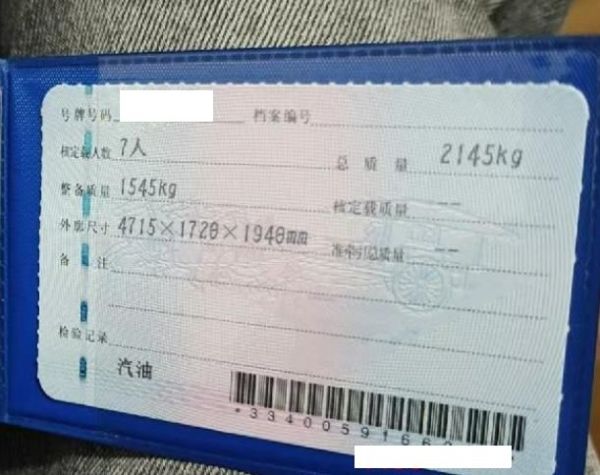 号牌号码 档案编号
核定载人数 7人 总质量 2145kg
整备质量 1545kg 核定载质量 --
外廓尺寸 4715×1720×1940mm 准牵引总质量 --
备注
检验记录
汽油
*3340059166